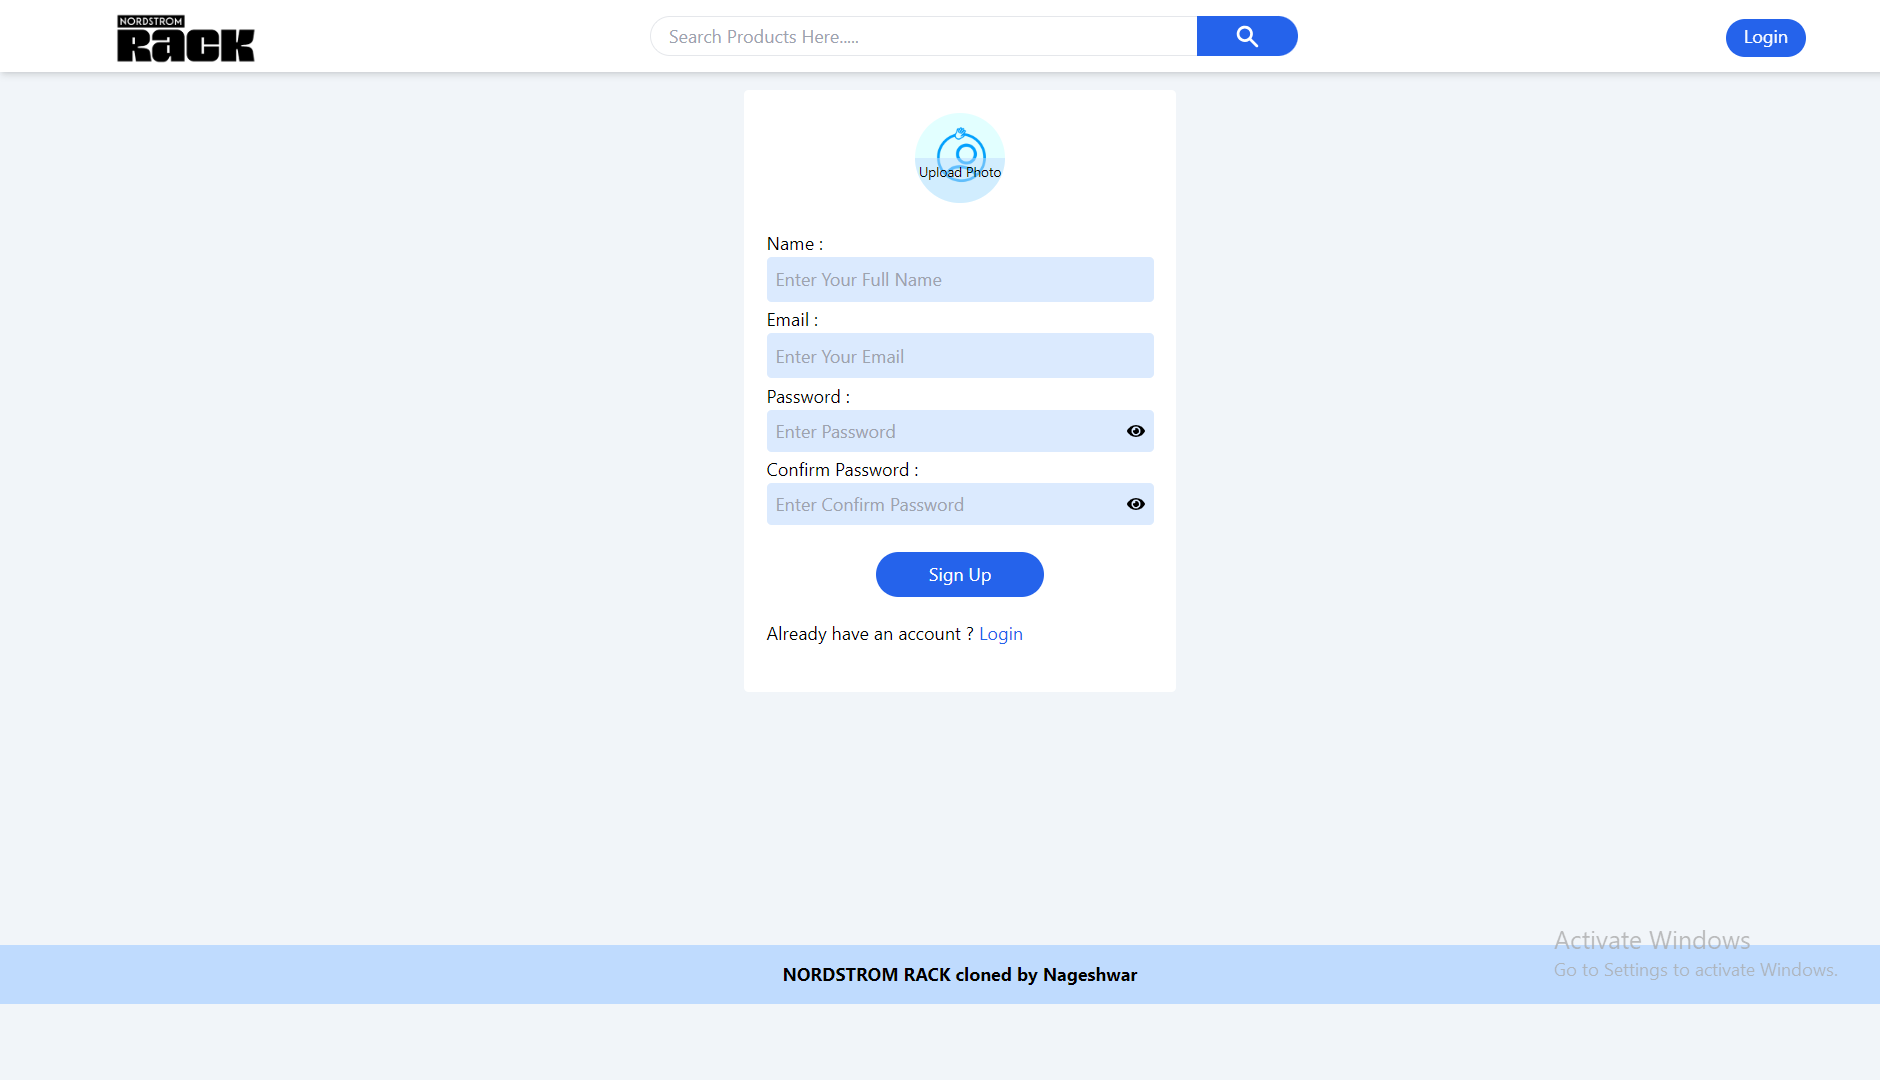 NORDSTROM
RACK
Search Products Here.....
Login
Upload Photo
Name :
Enter Your Full Name
Email :
Enter Your Email
Password :
Enter Password
Confirm Password :
Enter Confirm Password
Sign Up
Already have an account ? Login
Activate Windows
Go to Settings to activate Windows.
NORDSTROM RACK cloned by Nageshwar